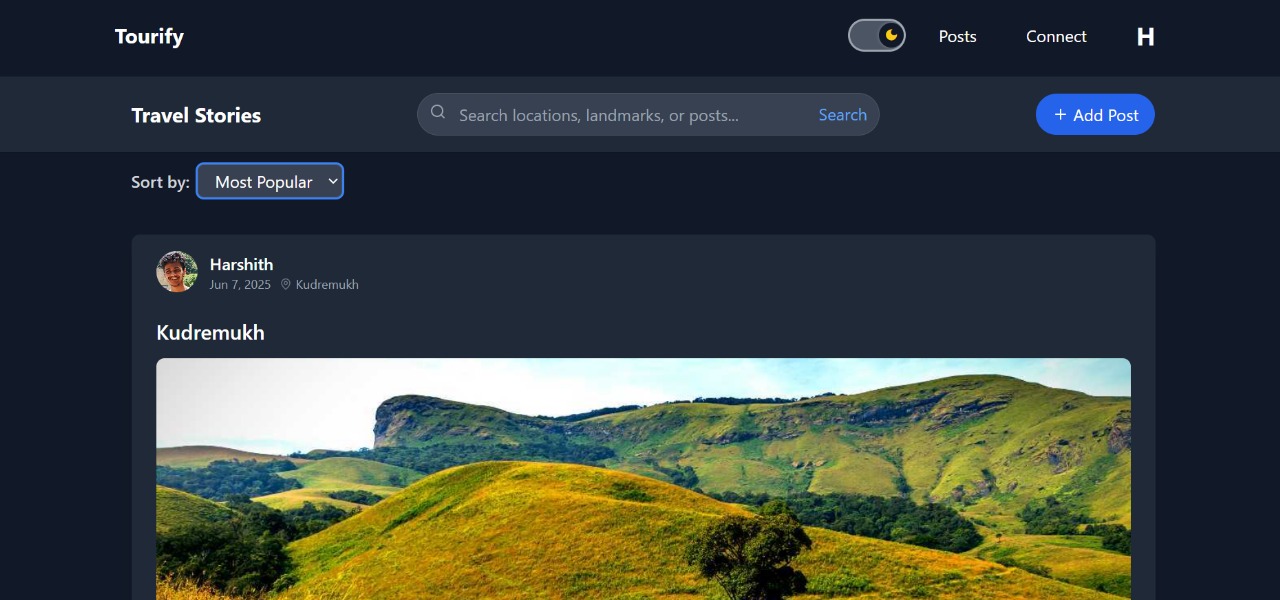 Tourify
Posts
Connect
H
Travel Stories
Search locations, landmarks, or posts...
Search
+ Add Post
Sort by:
Most Popular
Harshith
Jun 7, 2025
Kudremukh
Kudremukh